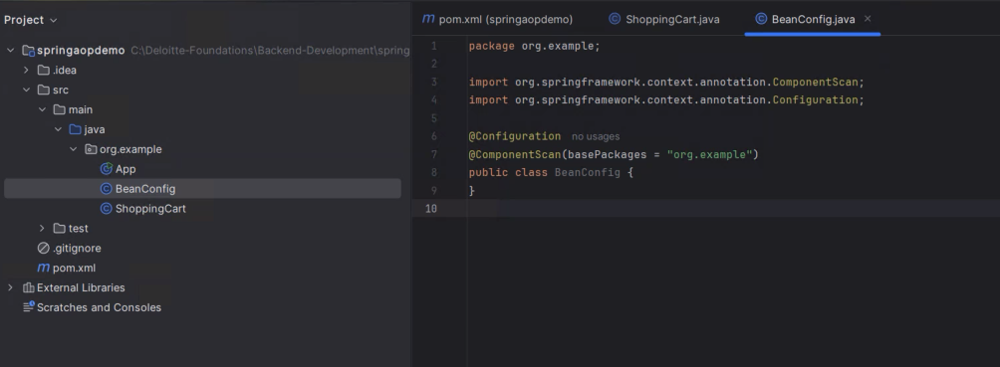 Project
springaopdemo C:\Deloitte-Foundations\Backend-Development\spring
.idea
src
main
java
org.example
App
BeanConfig
ShoppingCart
test
.gitignore
pom.xml
External Libraries
Scratches and Consoles
pom.xml (springaopdemo) ShoppingCart.java BeanConfig.java
1 package org.example;
2
3 import org.springframework.context.annotation.ComponentScan;
4 import org.springframework.context.annotation.Configuration;
5
6 @Configuration no usages
7 @ComponentScan(basePackages = "org.example")
8 public class BeanConfig {
9 }
10